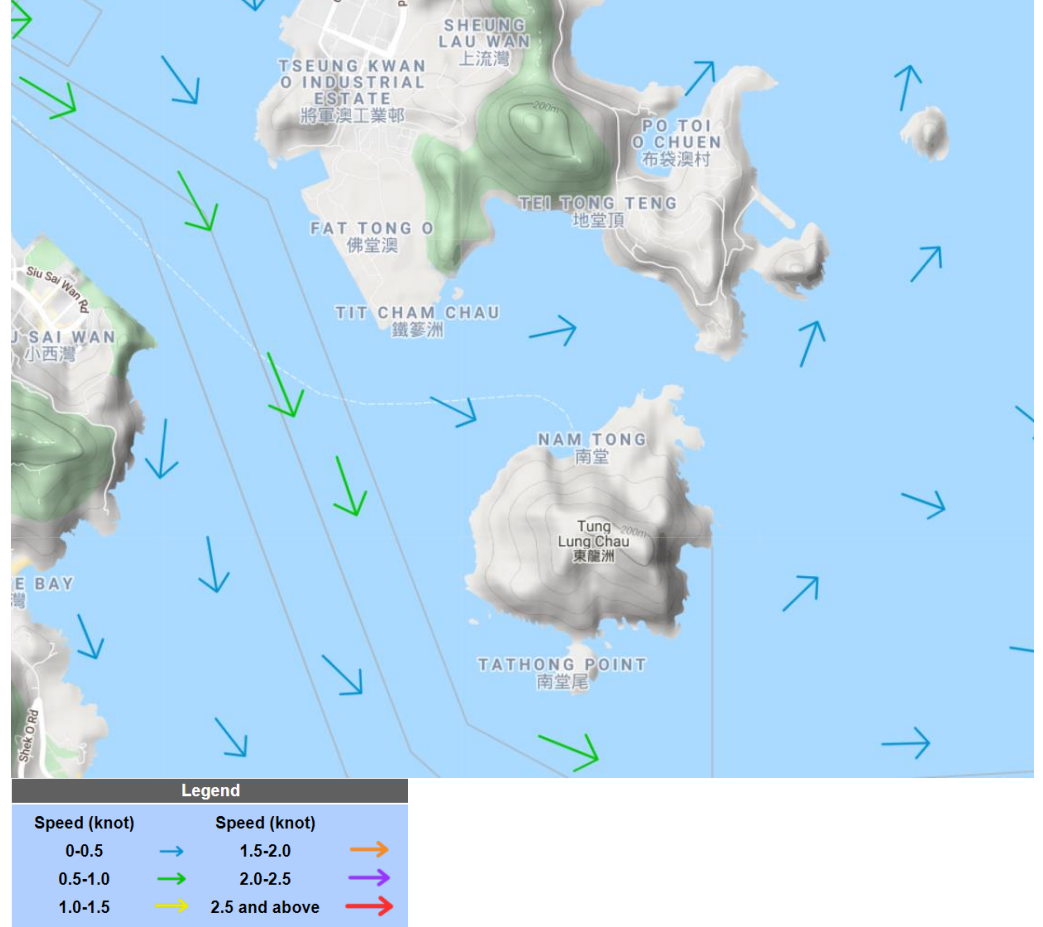 SHEUNG
LAU WAN
上流灣
TSEUNG KWAN
O INDUSTRIAL
ESTATE
將軍澳工業邨
200m
PO TOI
O CHUEN
布袋澳村
TEI TONG TENG
地堂頂
FAT TONG O
佛堂澳
Siu Sai Wan Rd
TIT CHAM CHAU
鐵篸洲
SAI WAN
小西灣
NAM TONG
南堂
200m
Tung
Lung Chau
東龍洲
E BAY
灣
TATHONG POINT
南堂尾
Shek O Rd
Legend
Speed (knot) Speed (knot)
0-0.5 1.5-2.0
0.5-1.0 2.0-2.5
1.0-1.5 2.5 and above